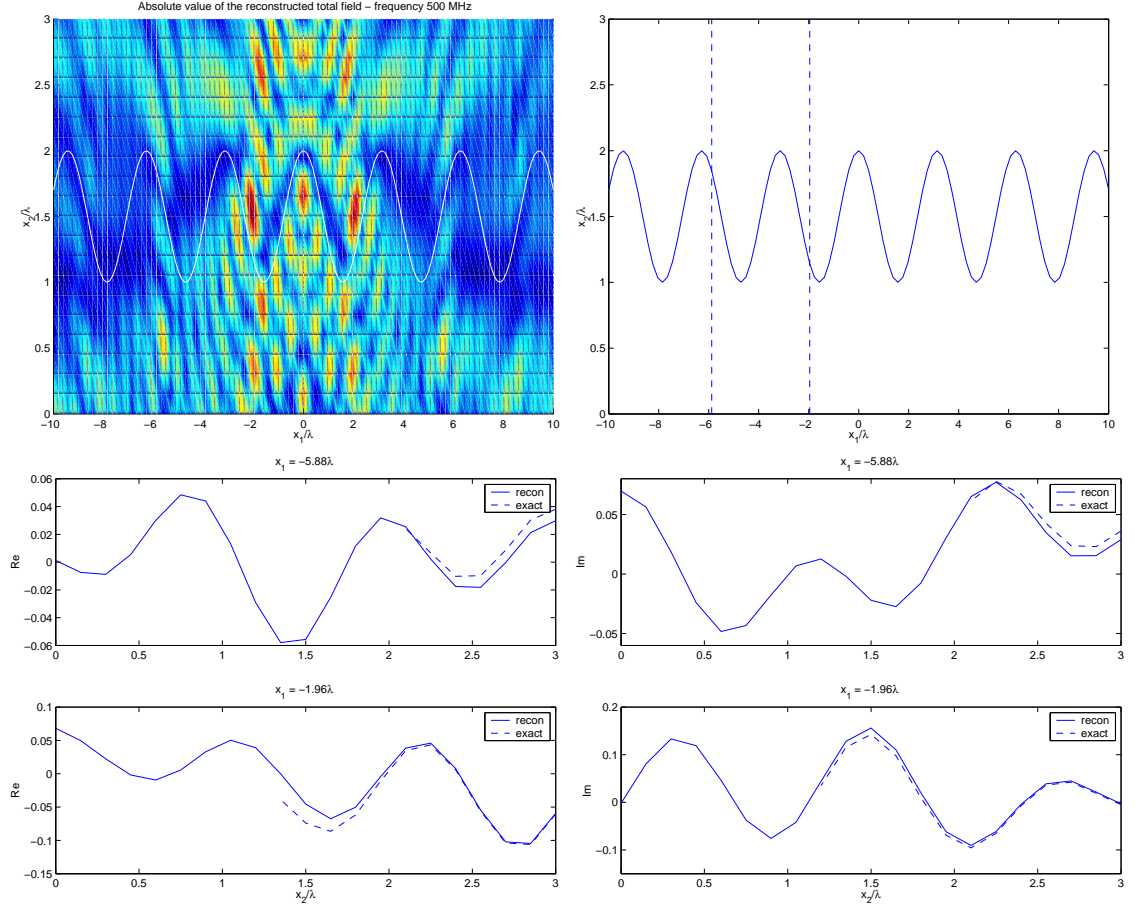 Absolute value of the reconstructed total field − frequency 500 MHz
3
2.5
2
1.5
1
0.5
0
x2/λ
−10 −8 −6 −4 −2 0 2 4 6 8 10
x1/λ
3
2.5
2
1.5
1
0.5
0
x2/λ
−10 −8 −6 −4 −2 0 2 4 6 8 10
x1/λ
x1 = −5.88λ
0.06
0.04
0.02
0
−0.02
−0.04
−0.06
Re
recon
exact
0 0.5 1 1.5 2 2.5 3
x1 = −5.88λ
0.05
0
−0.05
Im
recon
exact
0 0.5 1 1.5 2 2.5 3
x1 = −1.96λ
0.1
0.05
0
−0.05
−0.1
−0.15
Re
recon
exact
0 0.5 1 1.5 2 2.5 3
x2/λ
x1 = −1.96λ
0.2
0.1
0
−0.1
Im
recon
exact
0 0.5 1 1.5 2 2.5 3
x2/λ